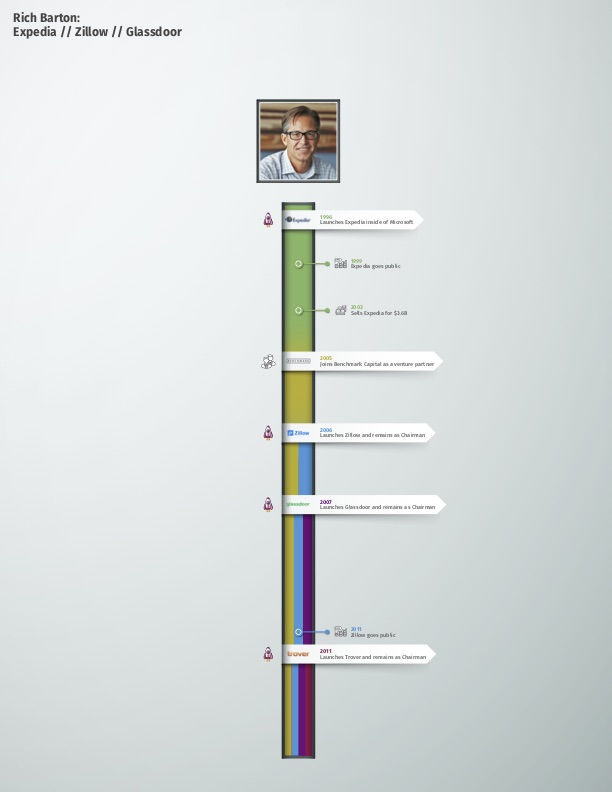 Rich Barton:
Expedia // Zillow // Glassdoor
Expedia
1996
Launches Expedia inside of Microsoft
1999
Expedia goes public
2003
Sells Expedia for $3.6B
BENCHMARK
2005
Joins Benchmark Capital as a venture partner
Zillow
2006
Launches Zillow and remains as Chairman
glassdoor
2007
Launches Glassdoor and remains as Chairman
2011
Zillow goes public
trover
2011
Launches Trover and remains as Chairman